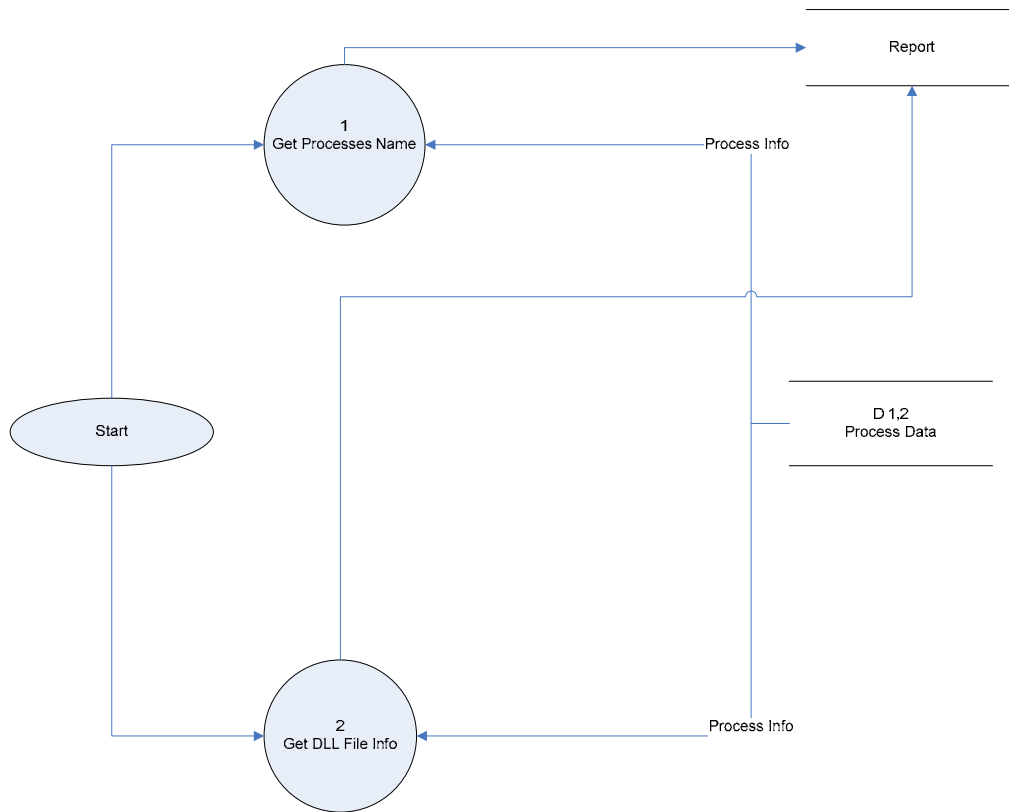 Report
1
Get Processes Name
Process Info
D 1,2
Process Data
Start
2
Get DLL File Info
Process Info